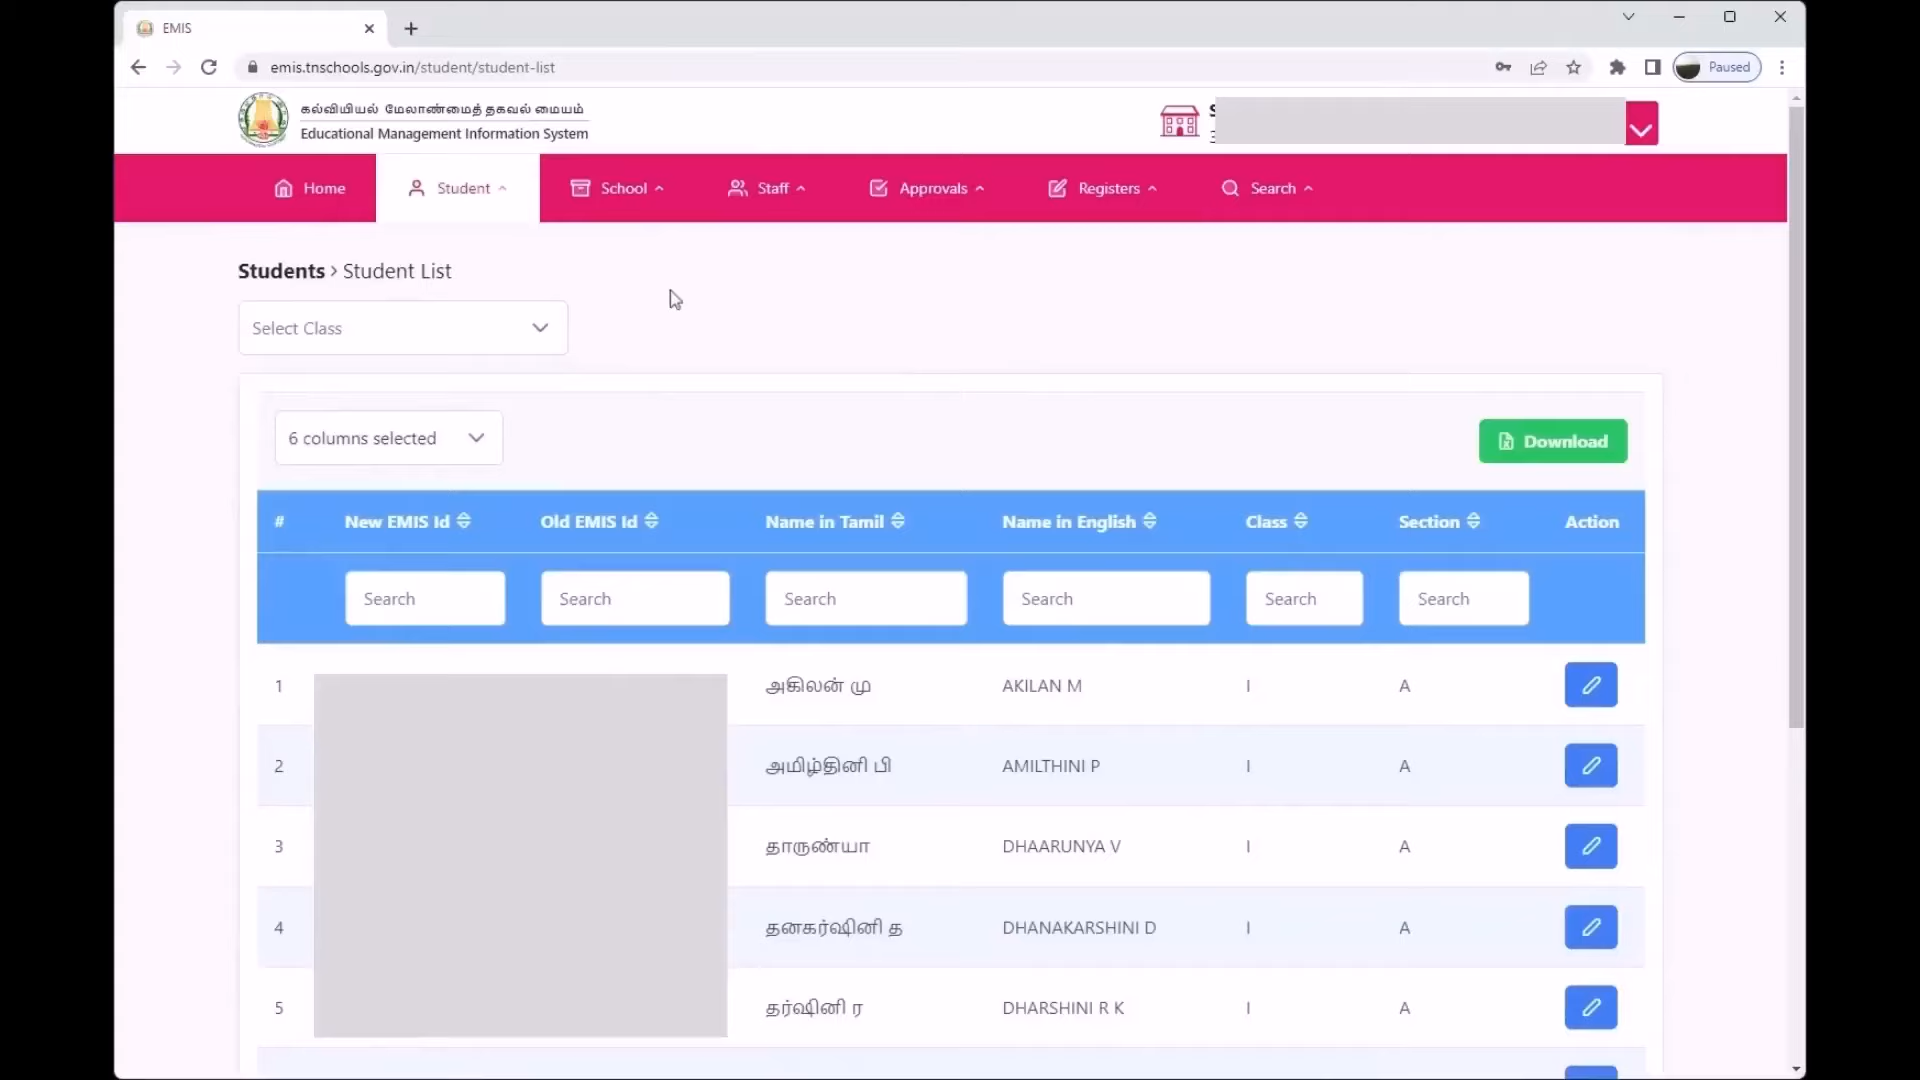 EMIS
emis.tnschools.gov.in/student/student-list
Paused
கல்வியியல் மேலாண்மைத் தகவல் மையம்
Educational Management Information System
Home
Student
School
Staff
Approvals
Registers
Search
Students > Student List
Select Class
6 columns selected
Download
# New EMIS Id Old EMIS Id Name in Tamil Name in English Class Section Action
Search Search Search Search Search Search
1 அகிலன் மு AKILAN M I A
2 அமிழ்தினி பி AMILTHINI P I A
3 தாருண்யா DHAARUNYA V I A
4 தனகர்ஷினி த DHANAKARSHINI D I A
5 தர்ஷினி ர DHARSHINI R K I A